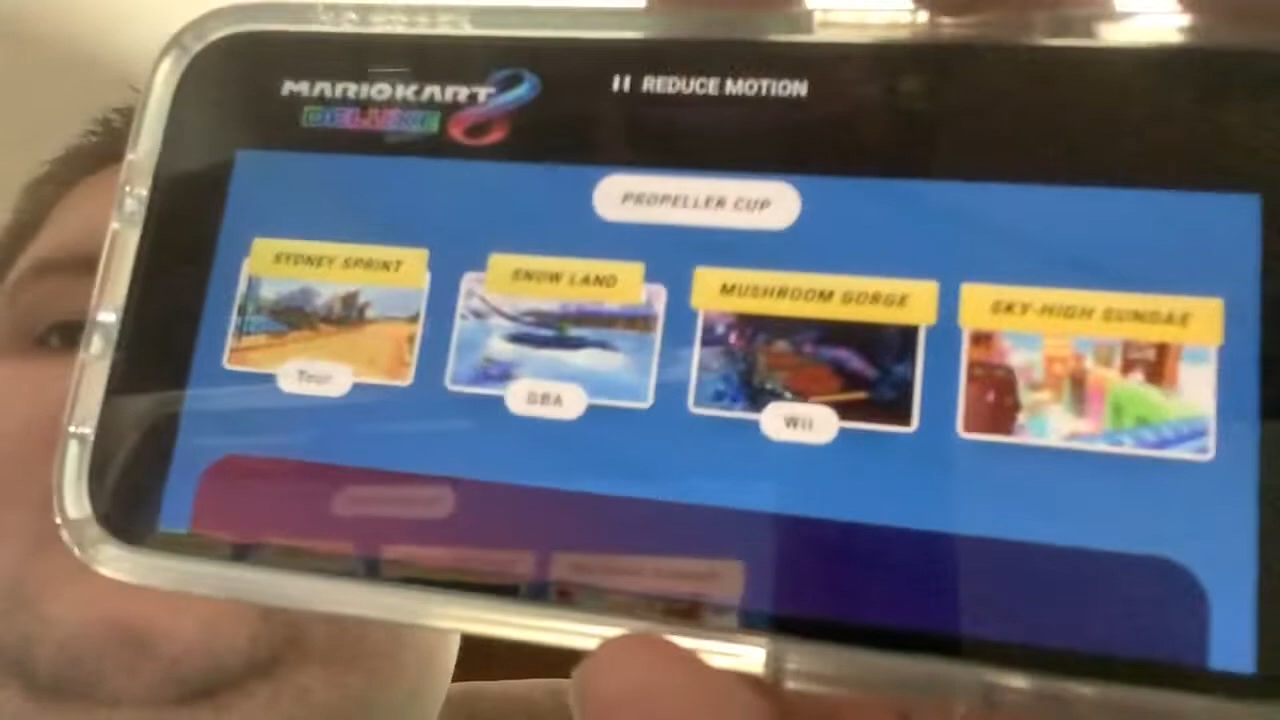 MARIOKART 8
DELUXE
REDUCE MOTION
PROPELLER CUP
SYDNEY SPRINT
SNOW LAND
MUSHROOM GORGE
SKY-HIGH SUNDAE
Tour
GBA
Wii